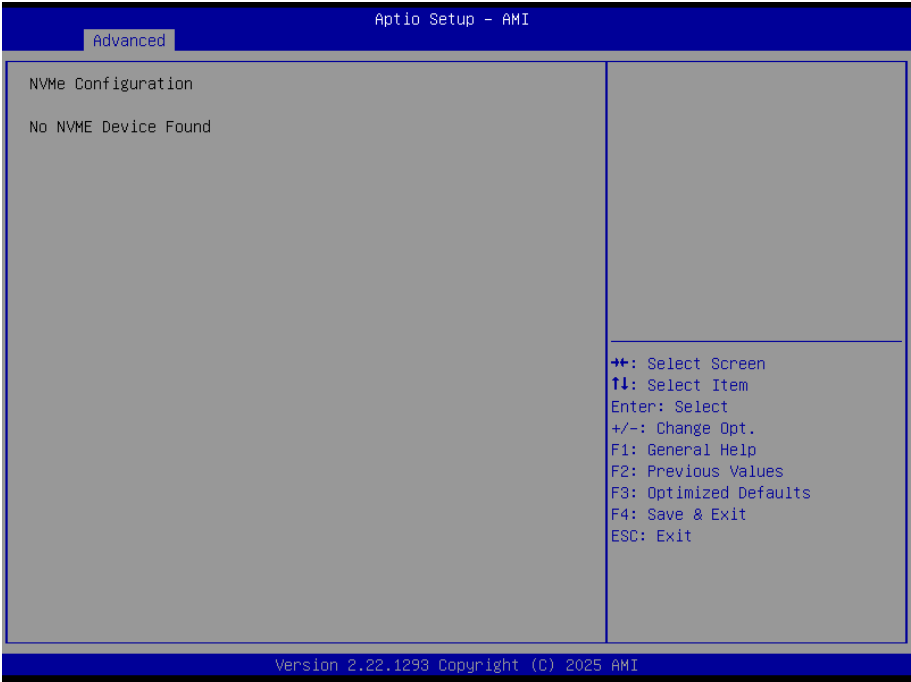 Aptio Setup – AMI
Advanced
NVMe Configuration
No NVME Device Found
→←: Select Screen
↑↓: Select Item
Enter: Select
+/-: Change Opt.
F1: General Help
F2: Previous Values
F3: Optimized Defaults
F4: Save & Exit
ESC: Exit
Version 2.22.1293 Copyright (C) 2025 AMI